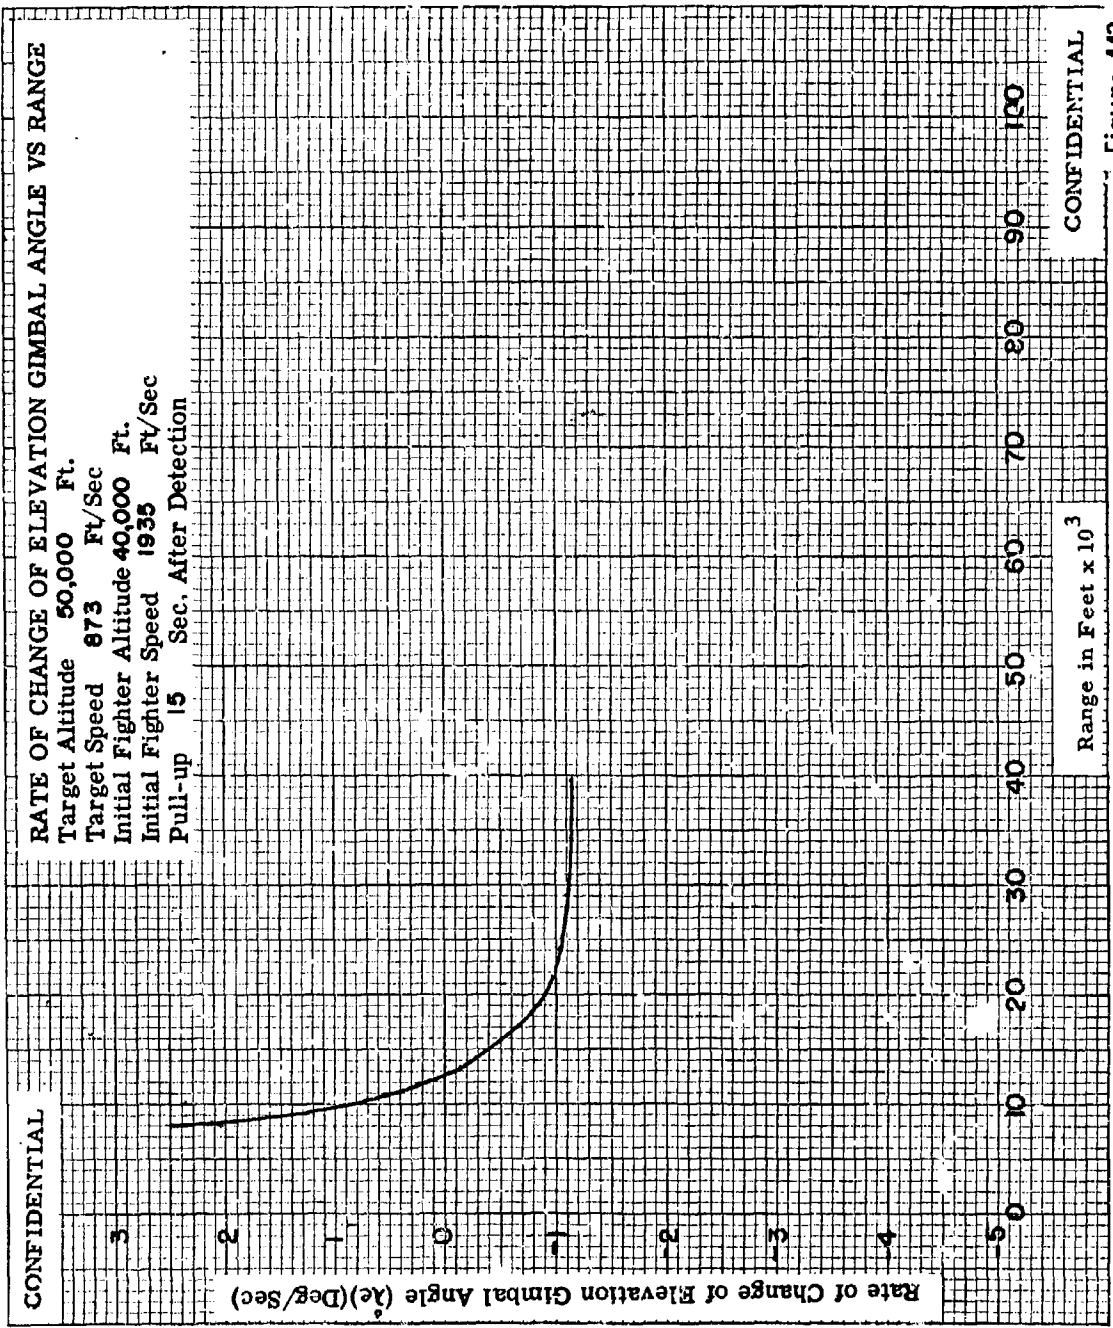 CONFIDENTIAL
RATE OF CHANGE OF ELEVATION GIMBAL ANGLE VS RANGE
Target Altitude 50,000 Ft.
Target Speed 873 Ft/Sec
Initial Fighter Altitude 40,000 Ft.
Initial Fighter Speed 1935 Ft/Sec
Pull-up 15 Sec. After Detection
Rate of Change of Elevation Gimbal Angle (λ̇e)(Deg/Sec)
3
2
1
0
-1
-2
-3
-4
-5
0 10 20 30 40 50 60 70 80 90 100
Range in Feet x 10³
CONFIDENTIAL
Figure